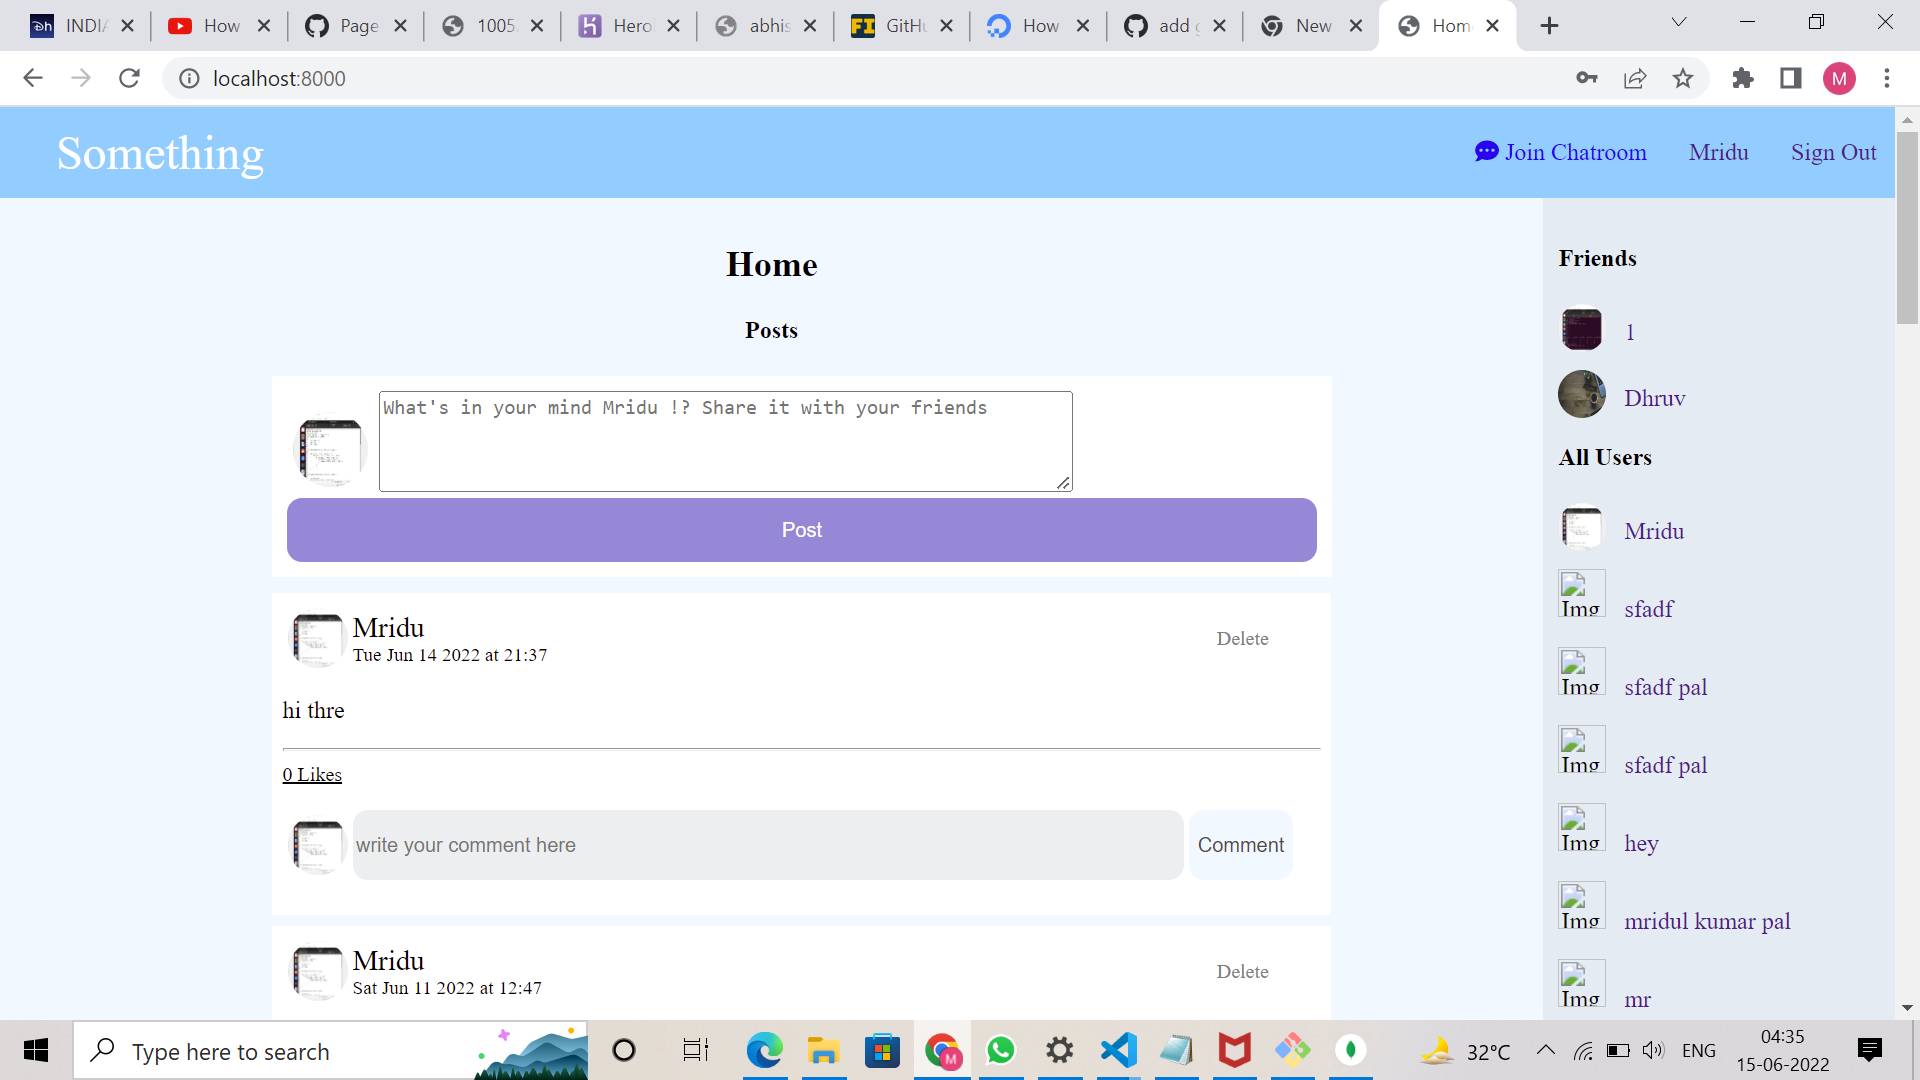 INDIA
How
Page
1005
Hero
abhis
GitHu
How
add g
New
Hom
localhost:8000
M
Something
Join Chatroom
Mridu
Sign Out
Home
Friends
Posts
1
What's in your mind Mridu !? Share it with your friends
Dhruv
All Users
Post
Mridu
Mridu
Tue Jun 14 2022 at 21:37
Delete
Img
sfadf
hi thre
Img
sfadf pal
0 Likes
Img
sfadf pal
write your comment here
Comment
Img
hey
Img
mridul kumar pal
Mridu
Sat Jun 11 2022 at 12:47
Delete
Img
mr
Type here to search
M
32°C
ENG
04:35
15-06-2022